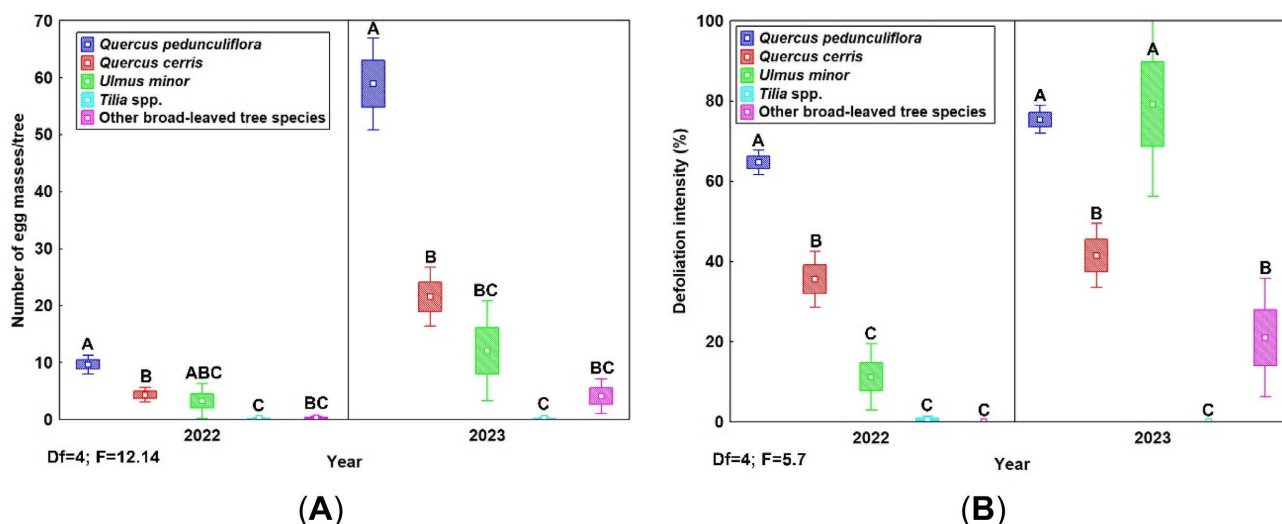 70
60
50
40
30
20
10
0
Number of egg masses/tree
Quercus pedunculiflora
Quercus cerris
Ulmus minor
Tilia spp.
Other broad-leaved tree species
A
B
ABC
C
BC
A
B
BC
C
BC
2022
2023
Year
Df=4; F=12.14
(A)
100
80
60
40
20
0
Defoliation intensity (%)
Quercus pedunculiflora
Quercus cerris
Ulmus minor
Tilia spp.
Other broad-leaved tree species
A
B
C
C
C
A
B
A
C
B
2022
2023
Year
Df=4; F=5.7
(B)